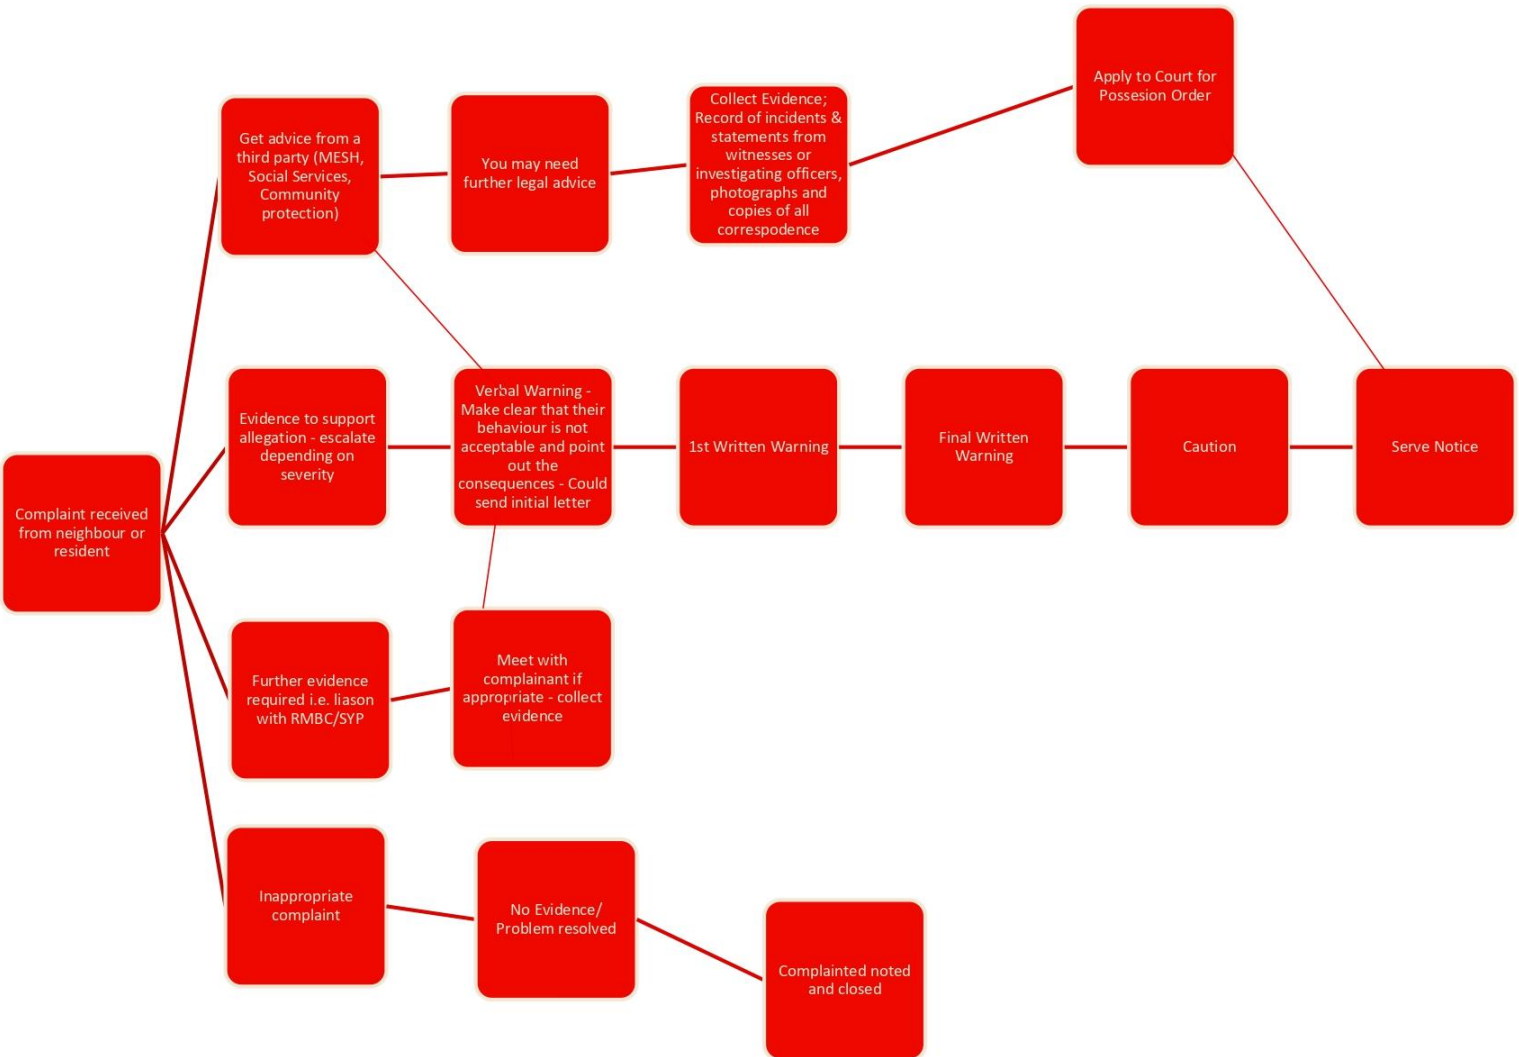 Apply to Court for
Possesion Order
Get advice from a
third party (MESH,
Social Services,
Community
protection)
You may need
further legal advice
Collect Evidence;
Record of incidents &
statements from
witnesses or
investigating officers,
photographs and
copies of all
correspodence
Complaint received
from neighbour or
resident
Evidence to support
allegation - escalate
depending on
severity
Verbal Warning -
Make clear that their
behaviour is not
acceptable and point
out the
consequences - Could
send initial letter
1st Written Warning
Final Written
Warning
Caution
Serve Notice
Further evidence
required i.e. liason
with RMBC/SYP
Meet with
complainant if
appropriate - collect
evidence
Inappropriate
complaint
No Evidence/
Problem resolved
Complainted noted
and closed